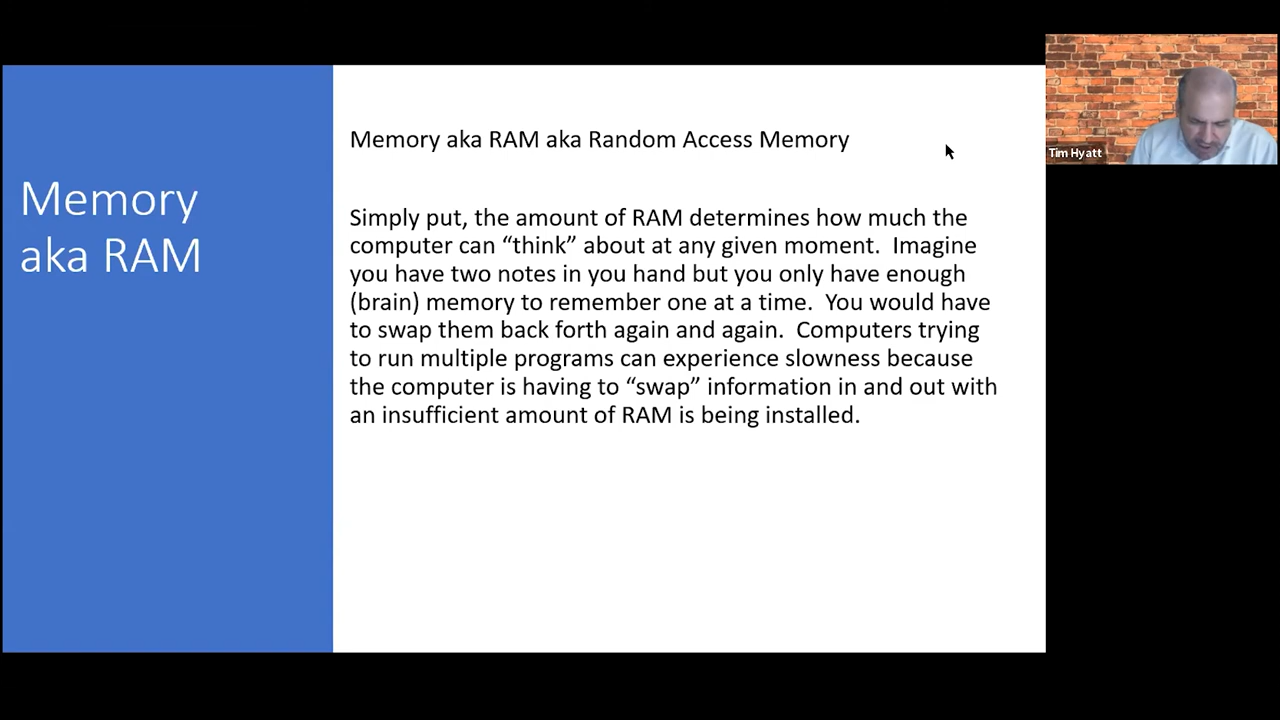 Memory
aka RAM
Memory aka RAM aka Random Access Memory
Simply put, the amount of RAM determines how much the
computer can “think” about at any given moment.  Imagine
you have two notes in you hand but you only have enough
(brain) memory to remember one at a time.  You would have
to swap them back forth again and again.  Computers trying
to run multiple programs can experience slowness because
the computer is having to “swap” information in and out with
an insufficient amount of RAM is being installed.
Tim Hyatt